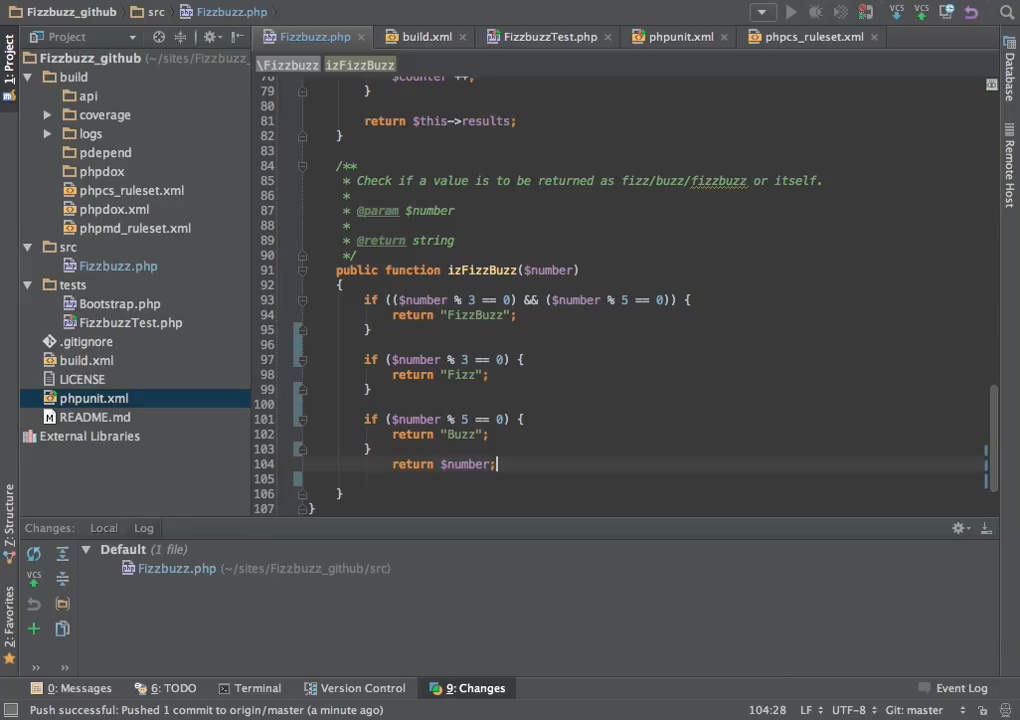 Fizzbuzz_github src Fizzbuzz.php
Project
Fizzbuzz.php build.xml FizzbuzzTest.php phpunit.xml phpcs_ruleset.xml
1: Project
Fizzbuzz_github (~/sites/Fizzbuzz_
build
api
coverage
logs
pdepend
phpdox
phpcs_ruleset.xml
phpdox.xml
phpmd_ruleset.xml
src
Fizzbuzz.php
tests
Bootstrap.php
FizzbuzzTest.php
.gitignore
build.xml
LICENSE
phpunit.xml
README.md
External Libraries
7: Structure
2: Favorites
\Fizzbuzz izFizzBuzz
78 $counter ++;
79 }
80
81 return $this->results;
82 }
83
84 /**
85 * Check if a value is to be returned as fizz/buzz/fizzbuzz or itself.
86 *
87 * @param $number
88 *
89 * @return string
90 */
91 public function izFizzBuzz($number)
92 {
93 if (($number % 3 == 0) && ($number % 5 == 0)) {
94 return "FizzBuzz";
95 }
96
97 if ($number % 3 == 0) {
98 return "Fizz";
99 }
100
101 if ($number % 5 == 0) {
102 return "Buzz";
103 }
104 return $number;
105
106 }
107 }
Database
Remote Host
Changes: Local Log
VCS
VCS
VCS
Default (1 file)
Fizzbuzz.php (~/sites/Fizzbuzz_github/src)
0: Messages 6: TODO Terminal Version Control 9: Changes Event Log
Push successful: Pushed 1 commit to origin/master (a minute ago) 104:28 LF UTF-8 Git: master